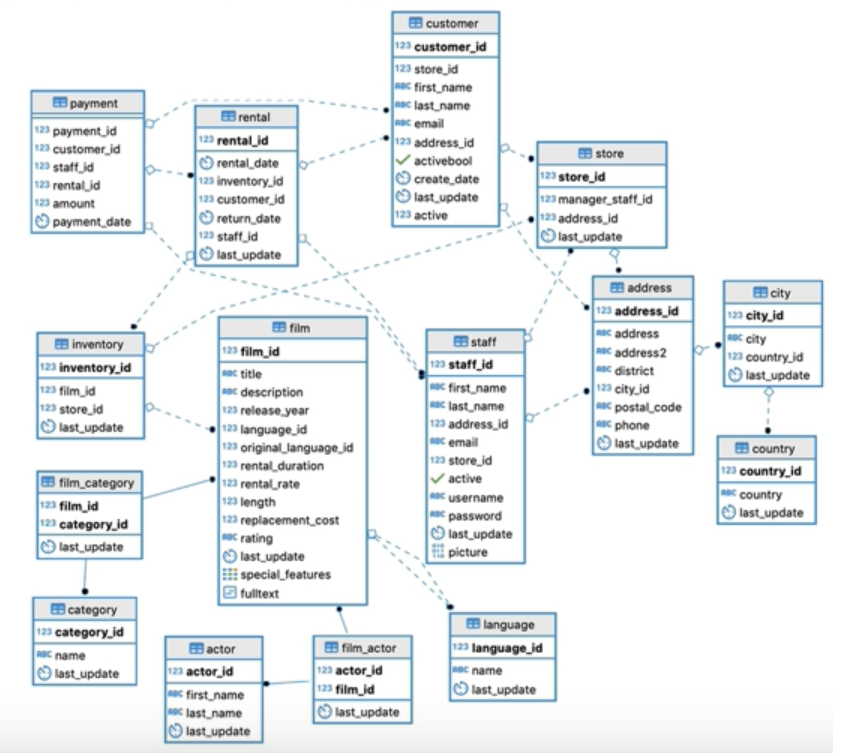 customer
123 customer_id
123 store_id
ABC first_name
ABC last_name
ABC email
123 address_id
activebool
create_date
last_update
123 active
payment
123 payment_id
123 customer_id
123 staff_id
123 rental_id
123 amount
payment_date
rental
123 rental_id
rental_date
123 inventory_id
123 customer_id
return_date
123 staff_id
last_update
store
123 store_id
123 manager_staff_id
123 address_id
last_update
address
123 address_id
ABC address
ABC address2
ABC district
123 city_id
ABC postal_code
ABC phone
last_update
city
123 city_id
ABC city
123 country_id
last_update
inventory
123 inventory_id
123 film_id
123 store_id
last_update
film
123 film_id
ABC title
ABC description
123 release_year
123 language_id
123 original_language_id
123 rental_duration
123 rental_rate
123 length
123 replacement_cost
ABC rating
last_update
special_features
fulltext
staff
123 staff_id
ABC first_name
ABC last_name
123 address_id
ABC email
123 store_id
active
ABC username
ABC password
last_update
picture
country
123 country_id
ABC country
last_update
film_category
123 film_id
123 category_id
last_update
category
123 category_id
ABC name
last_update
actor
123 actor_id
ABC first_name
ABC last_name
last_update
film_actor
123 actor_id
123 film_id
last_update
language
123 language_id
ABC name
last_update